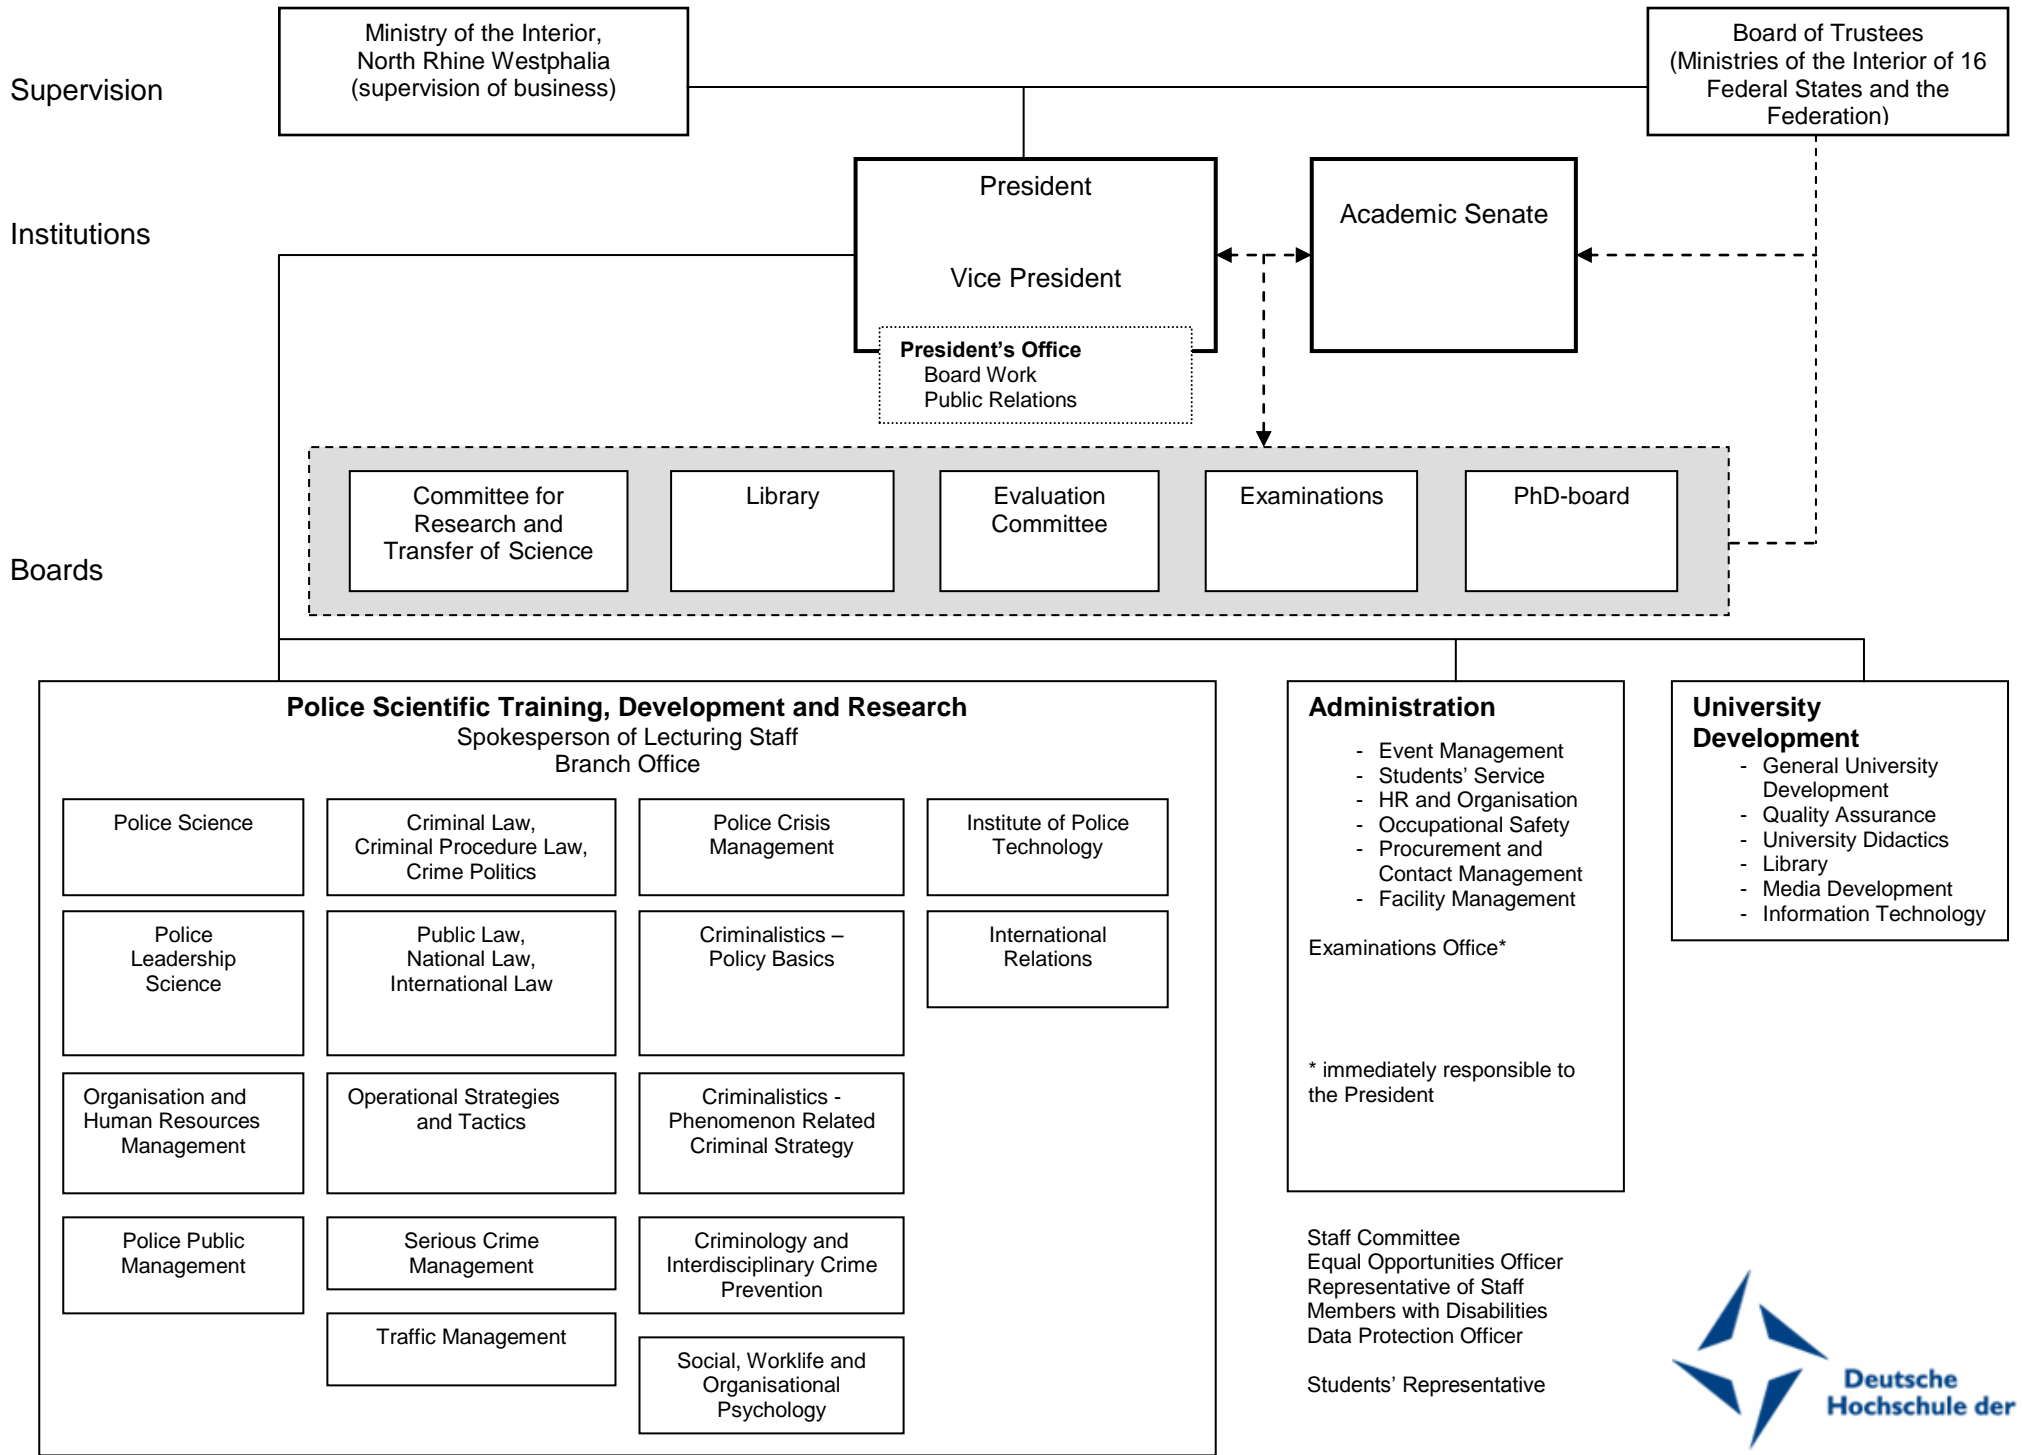 Supervision
Ministry of the Interior,
North Rhine Westphalia
(supervision of business)
Board of Trustees
(Ministries of the Interior of 16
Federal States and the
Federation)
Institutions
President
Vice President
President's Office
Board Work
Public Relations
Academic Senate
Boards
Committee for
Research and
Transfer of Science
Library
Evaluation
Committee
Examinations
PhD-board
Police Scientific Training, Development and Research
Spokesperson of Lecturing Staff
Branch Office
Police Science
Criminal Law,
Criminal Procedure Law,
Crime Politics
Police Crisis
Management
Institute of Police
Technology
Police
Leadership
Science
Public Law,
National Law,
International Law
Criminalistics –
Policy Basics
International
Relations
Organisation and
Human Resources
Management
Operational Strategies
and Tactics
Criminalistics -
Phenomenon Related
Criminal Strategy
Police Public
Management
Serious Crime
Management
Criminology and
Interdisciplinary Crime
Prevention
Traffic Management
Social, Worklife and
Organisational
Psychology
Administration
- Event Management
- Students' Service
- HR and Organisation
- Occupational Safety
- Procurement and
Contact Management
- Facility Management
Examinations Office*
* immediately responsible to
the President
University
Development
- General University
Development
- Quality Assurance
- University Didactics
- Library
- Media Development
- Information Technology
Staff Committee
Equal Opportunities Officer
Representative of Staff
Members with Disabilities
Data Protection Officer
Students' Representative
Deutsche
Hochschule der